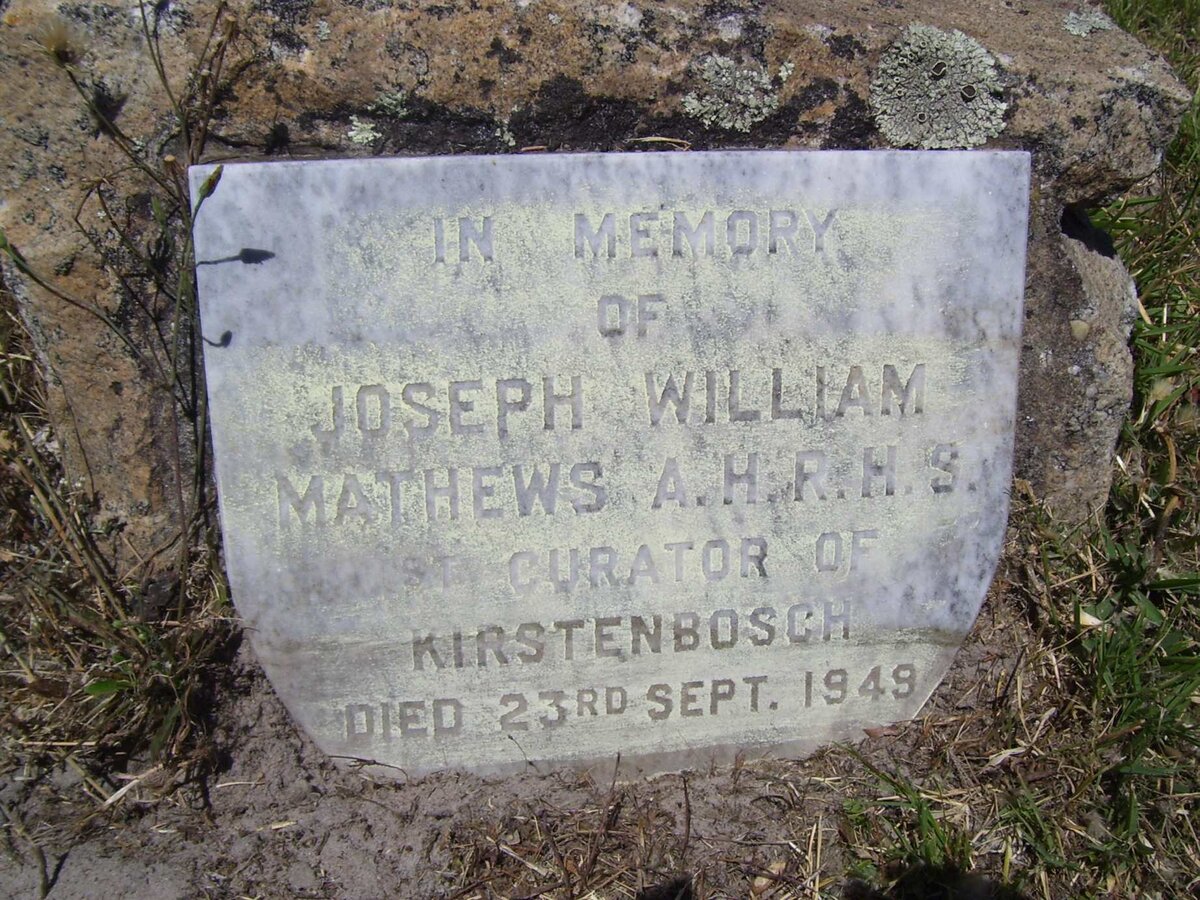 IN MEMORY
OF
JOSEPH WILLIAM
MATHEWS A.H.R.H.S.
1ST CURATOR OF
KIRSTENBOSCH
DIED 23RD SEPT. 1949